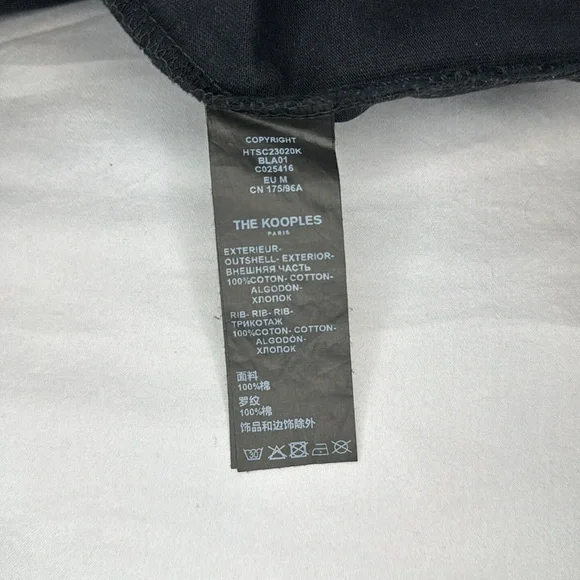 COPYRIGHT
HTSC23020K
BLA01
C025416
EU M
CN 175/96A
THE KOOPLES
PARIS
EXTERIEUR-
OUTSHELL- EXTERIOR-
ВНЕШНЯЯ ЧАСТЬ
100%COTON- COTTON-
ALGODÓN-
ХЛОПОК
RIB- RIB- RIB-
ТРИКОТАЖ
100%COTON- COTTON-
ALGODÓN-
ХЛОПОК
面料
100%棉
罗纹
100%棉
饰品和边饰除外